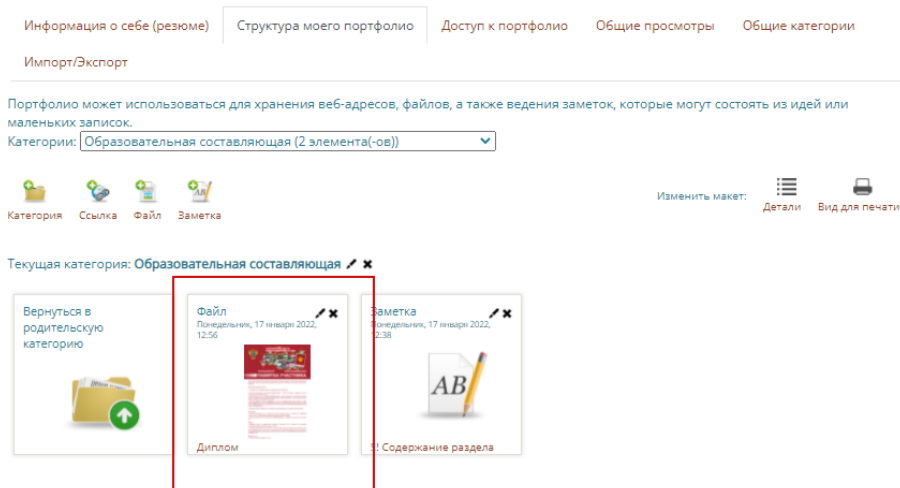 Информация о себе (резюме) Структура моего портфолио Доступ к портфолио Общие просмотры Общие категории
Импорт/Экспорт
Портфолио может использоваться для хранения веб-адресов, файлов, а также ведения заметок, которые могут состоять из идей или
маленьких записок.
Категории: Образовательная составляющая (2 элемента(-ов))
Категория Ссылка Файл Заметка
Изменить макет: Детали Вид для печати
Текущая категория: Образовательная составляющая
Вернуться в
родительскую
категорию
Файл
Понедельник, 17 января 2022,
12:56
Диплом
Заметка
Понедельник, 17 января 2022,
12:38
AB
!! Содержание раздела